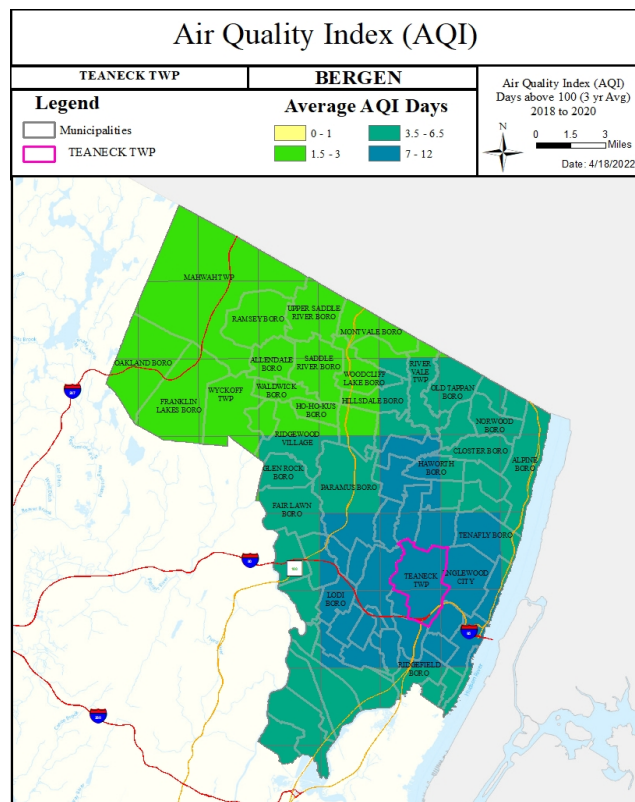 Air Quality Index (AQI)
TEANECK TWP
BERGEN
Air Quality Index (AQI)
Days above 100 (3 yr Avg)
2018 to 2020
Legend
Municipalities
TEANECK TWP
Average AQI Days
0 - 1
1.5 - 3
3.5 - 6.5
7 - 12
N
0 1.5 3
Miles
Date: 4/18/2022
MAHWAH TWP
RAMSEY BORO
UPPER SADDLE
RIVER BORO
MONTVALE BORO
OAKLAND BORO
ALLENDALE
BORO
SADDLE
RIVER BORO
WOODCLIFF
LAKE BORO
RIVER
VALE
TWP
OLD TAPPAN
BORO
FRANKLIN
LAKES BORO
WYCKOFF
TWP
WALDWICK
BORO
HO-HO-KUS
BORO
HILLSDALE BORO
NORWOOD
BORO
RIDGEWOOD
VILLAGE
CLOSTER BORO
ALPINE
BORO
GLEN ROCK
BORO
PARAMUS BORO
HAWORTH
BORO
FAIR LAWN
BORO
TENAFLY BORO
LODI
BORO
TEANECK
TWP
NGLEWOOD
CITY
RIDGEFIELD
BORO